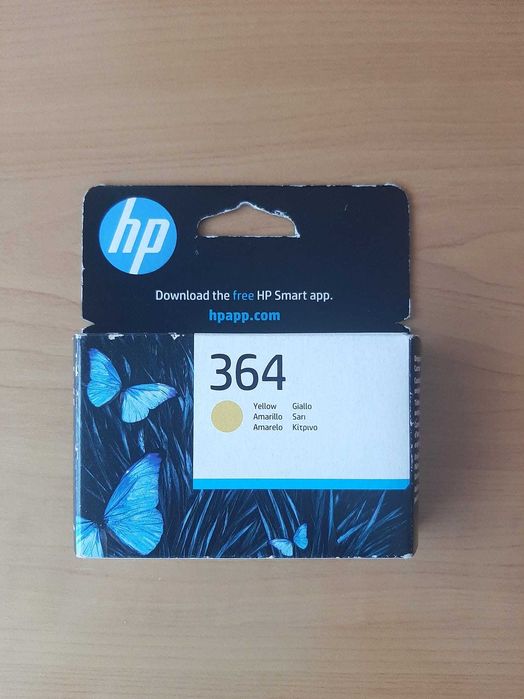 hp
Download the free HP Smart app.
hpapp.com
364
Yellow Giallo
Amarillo Sarı
Amarelo Κίτρινο